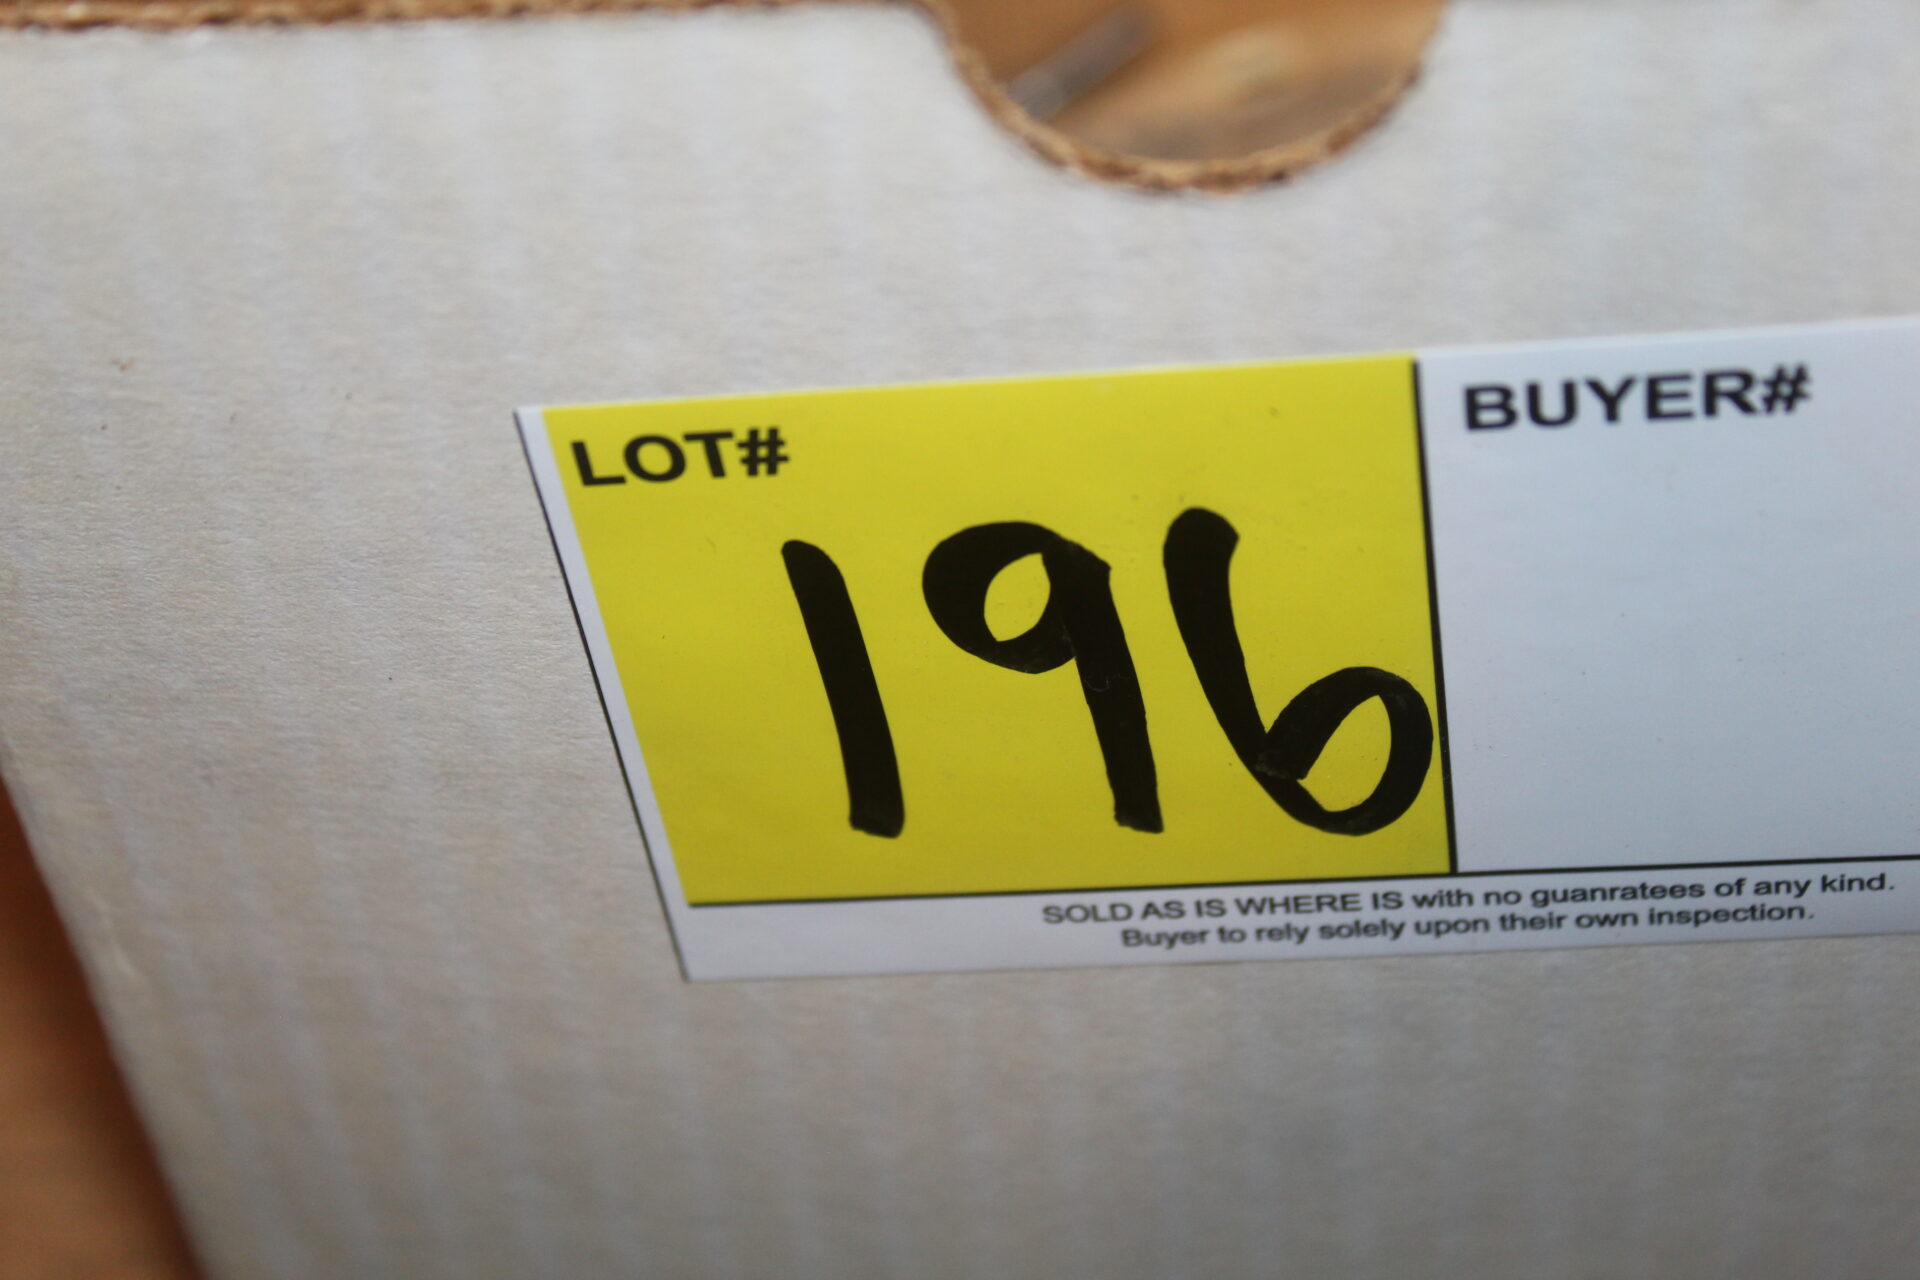 LOT#
BUYER#
196
SOLD AS IS WHERE IS with no guanratees of any kind.
Buyer to rely solely upon their own inspection.